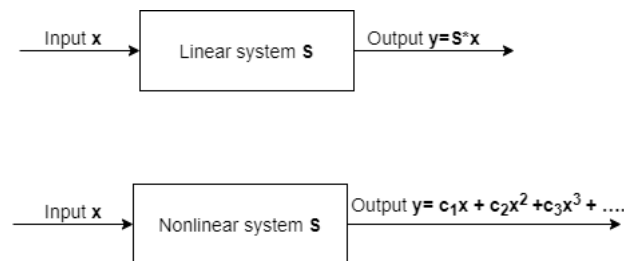 Input x
Linear system S
Output y=S*x
Input x
Nonlinear system S
Output y= c₁x + c₂x² +c₃x³ + ....